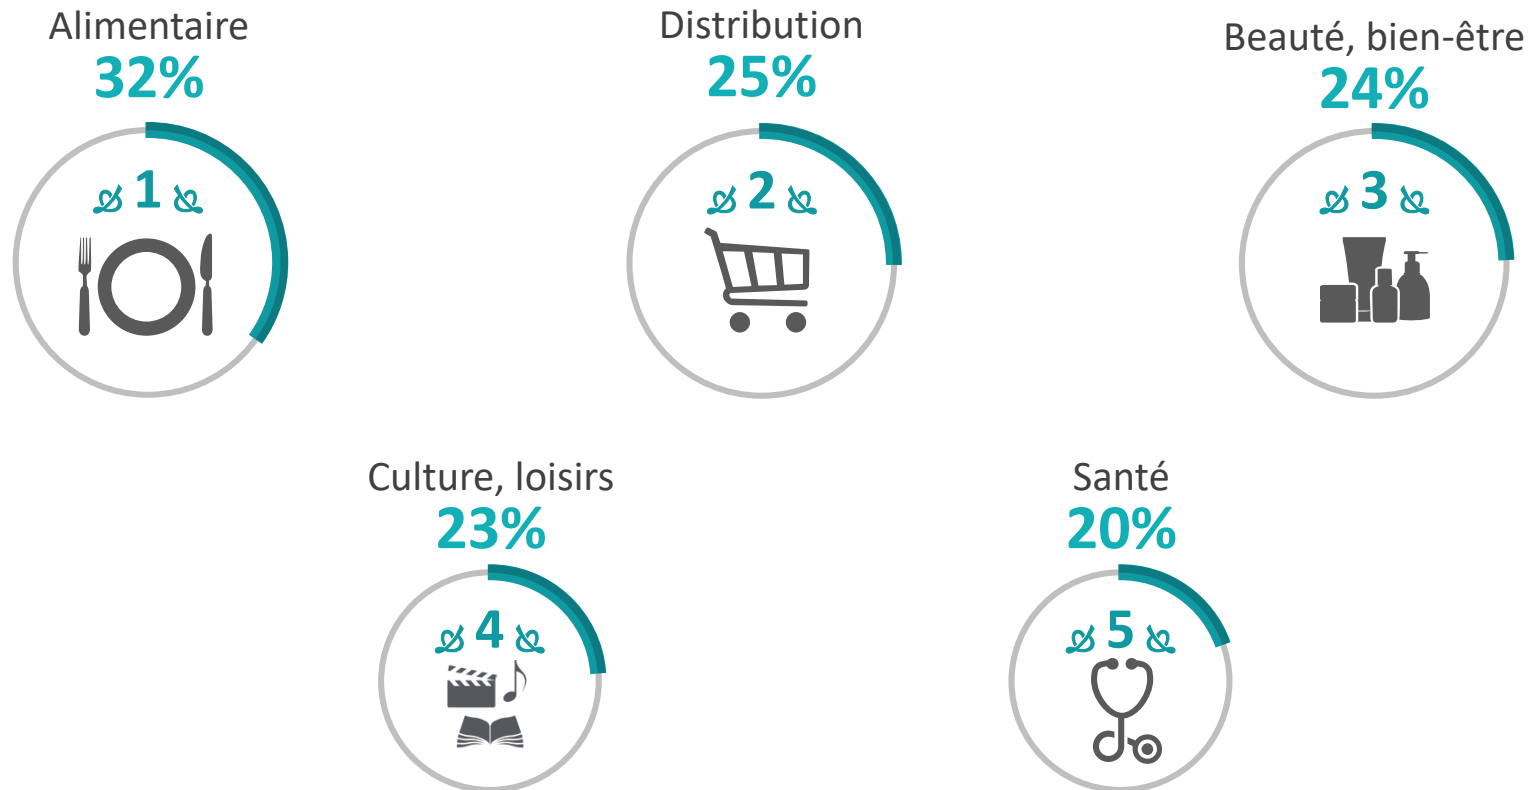 Alimentaire
32%
1
Distribution
25%
2
Beauté, bien-être
24%
3
Culture, loisirs
23%
4
Santé
20%
5